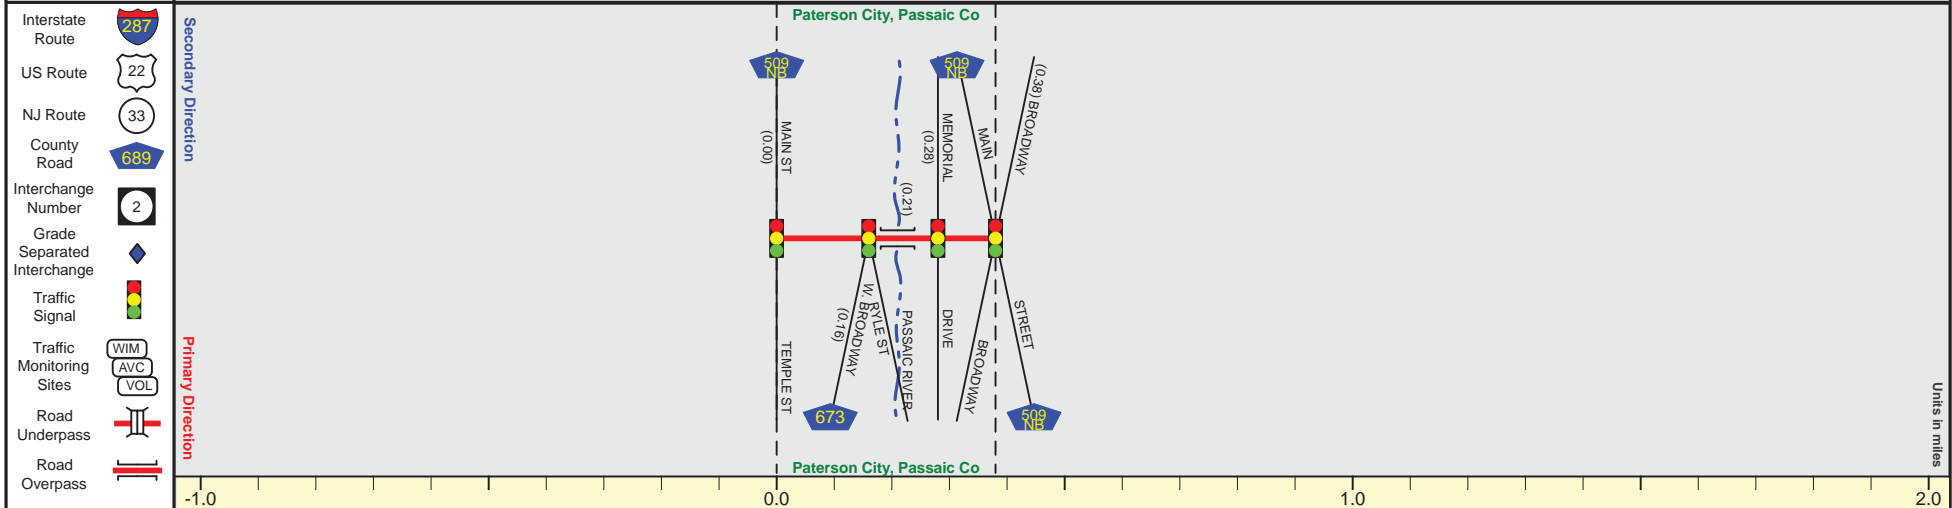 Interstate
Route
287
US Route
22
NJ Route
33
County
Road
689
Interchange
Number
2
Grade
Separated
Interchange
Traffic
Signal
Traffic
Monitoring
Sites
WIM
AVC
VOL
Road
Underpass
Road
Overpass
Secondary Direction
Primary Direction
Paterson City, Passaic Co
509
NB
MAIN ST
(0.00)
TEMPLE ST
(0.16)
W. BROADWAY
673
RYLE ST
(0.21)
PASSAIC RIVER
509
NB
MEMORIAL
(0.28)
DRIVE
MAIN
(0.38) BROADWAY
BROADWAY
STREET
509
NB
Paterson City, Passaic Co
Units in miles
-1.0
0.0
1.0
2.0